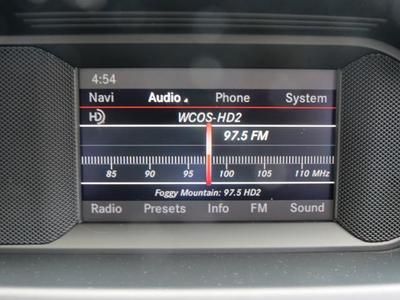 4:54
Navi Audio Phone System
HD WCOS-HD2
97.5 FM
85 90 95 100 105 110 MHz
Foggy Mountain: 97.5 HD2
Radio Presets Info FM Sound